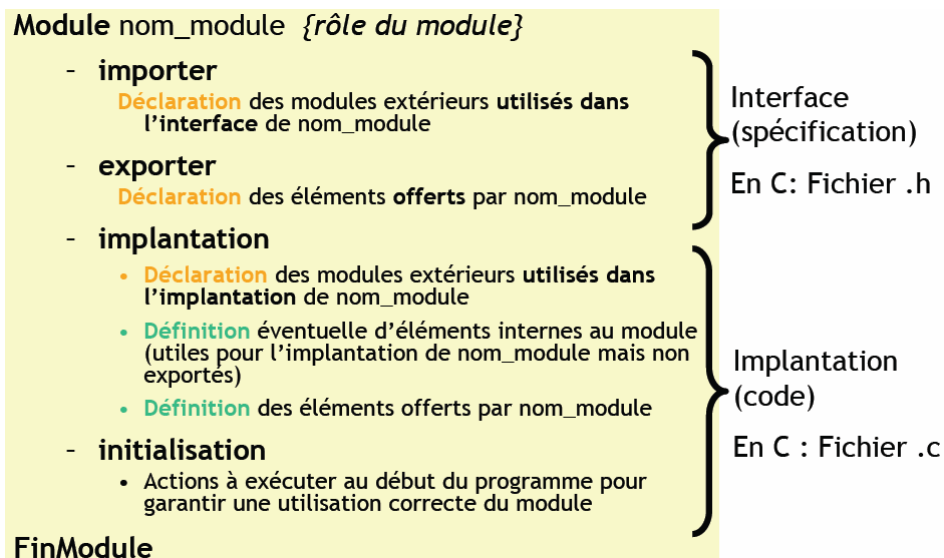 Module nom_module {rôle du module}
- importer
Déclaration des modules extérieurs utilisés dans
l'interface de nom_module
- exporter
Déclaration des éléments offerts par nom_module
- implantation
• Déclaration des modules extérieurs utilisés dans
l'implantation de nom_module
• Définition éventuelle d'éléments internes au module
(utiles pour l'implantation de nom_module mais non
exportés)
• Définition des éléments offerts par nom_module
- initialisation
• Actions à exécuter au début du programme pour
garantir une utilisation correcte du module
FinModule
Interface
(spécification)
En C: Fichier .h
Implantation
(code)
En C : Fichier .c